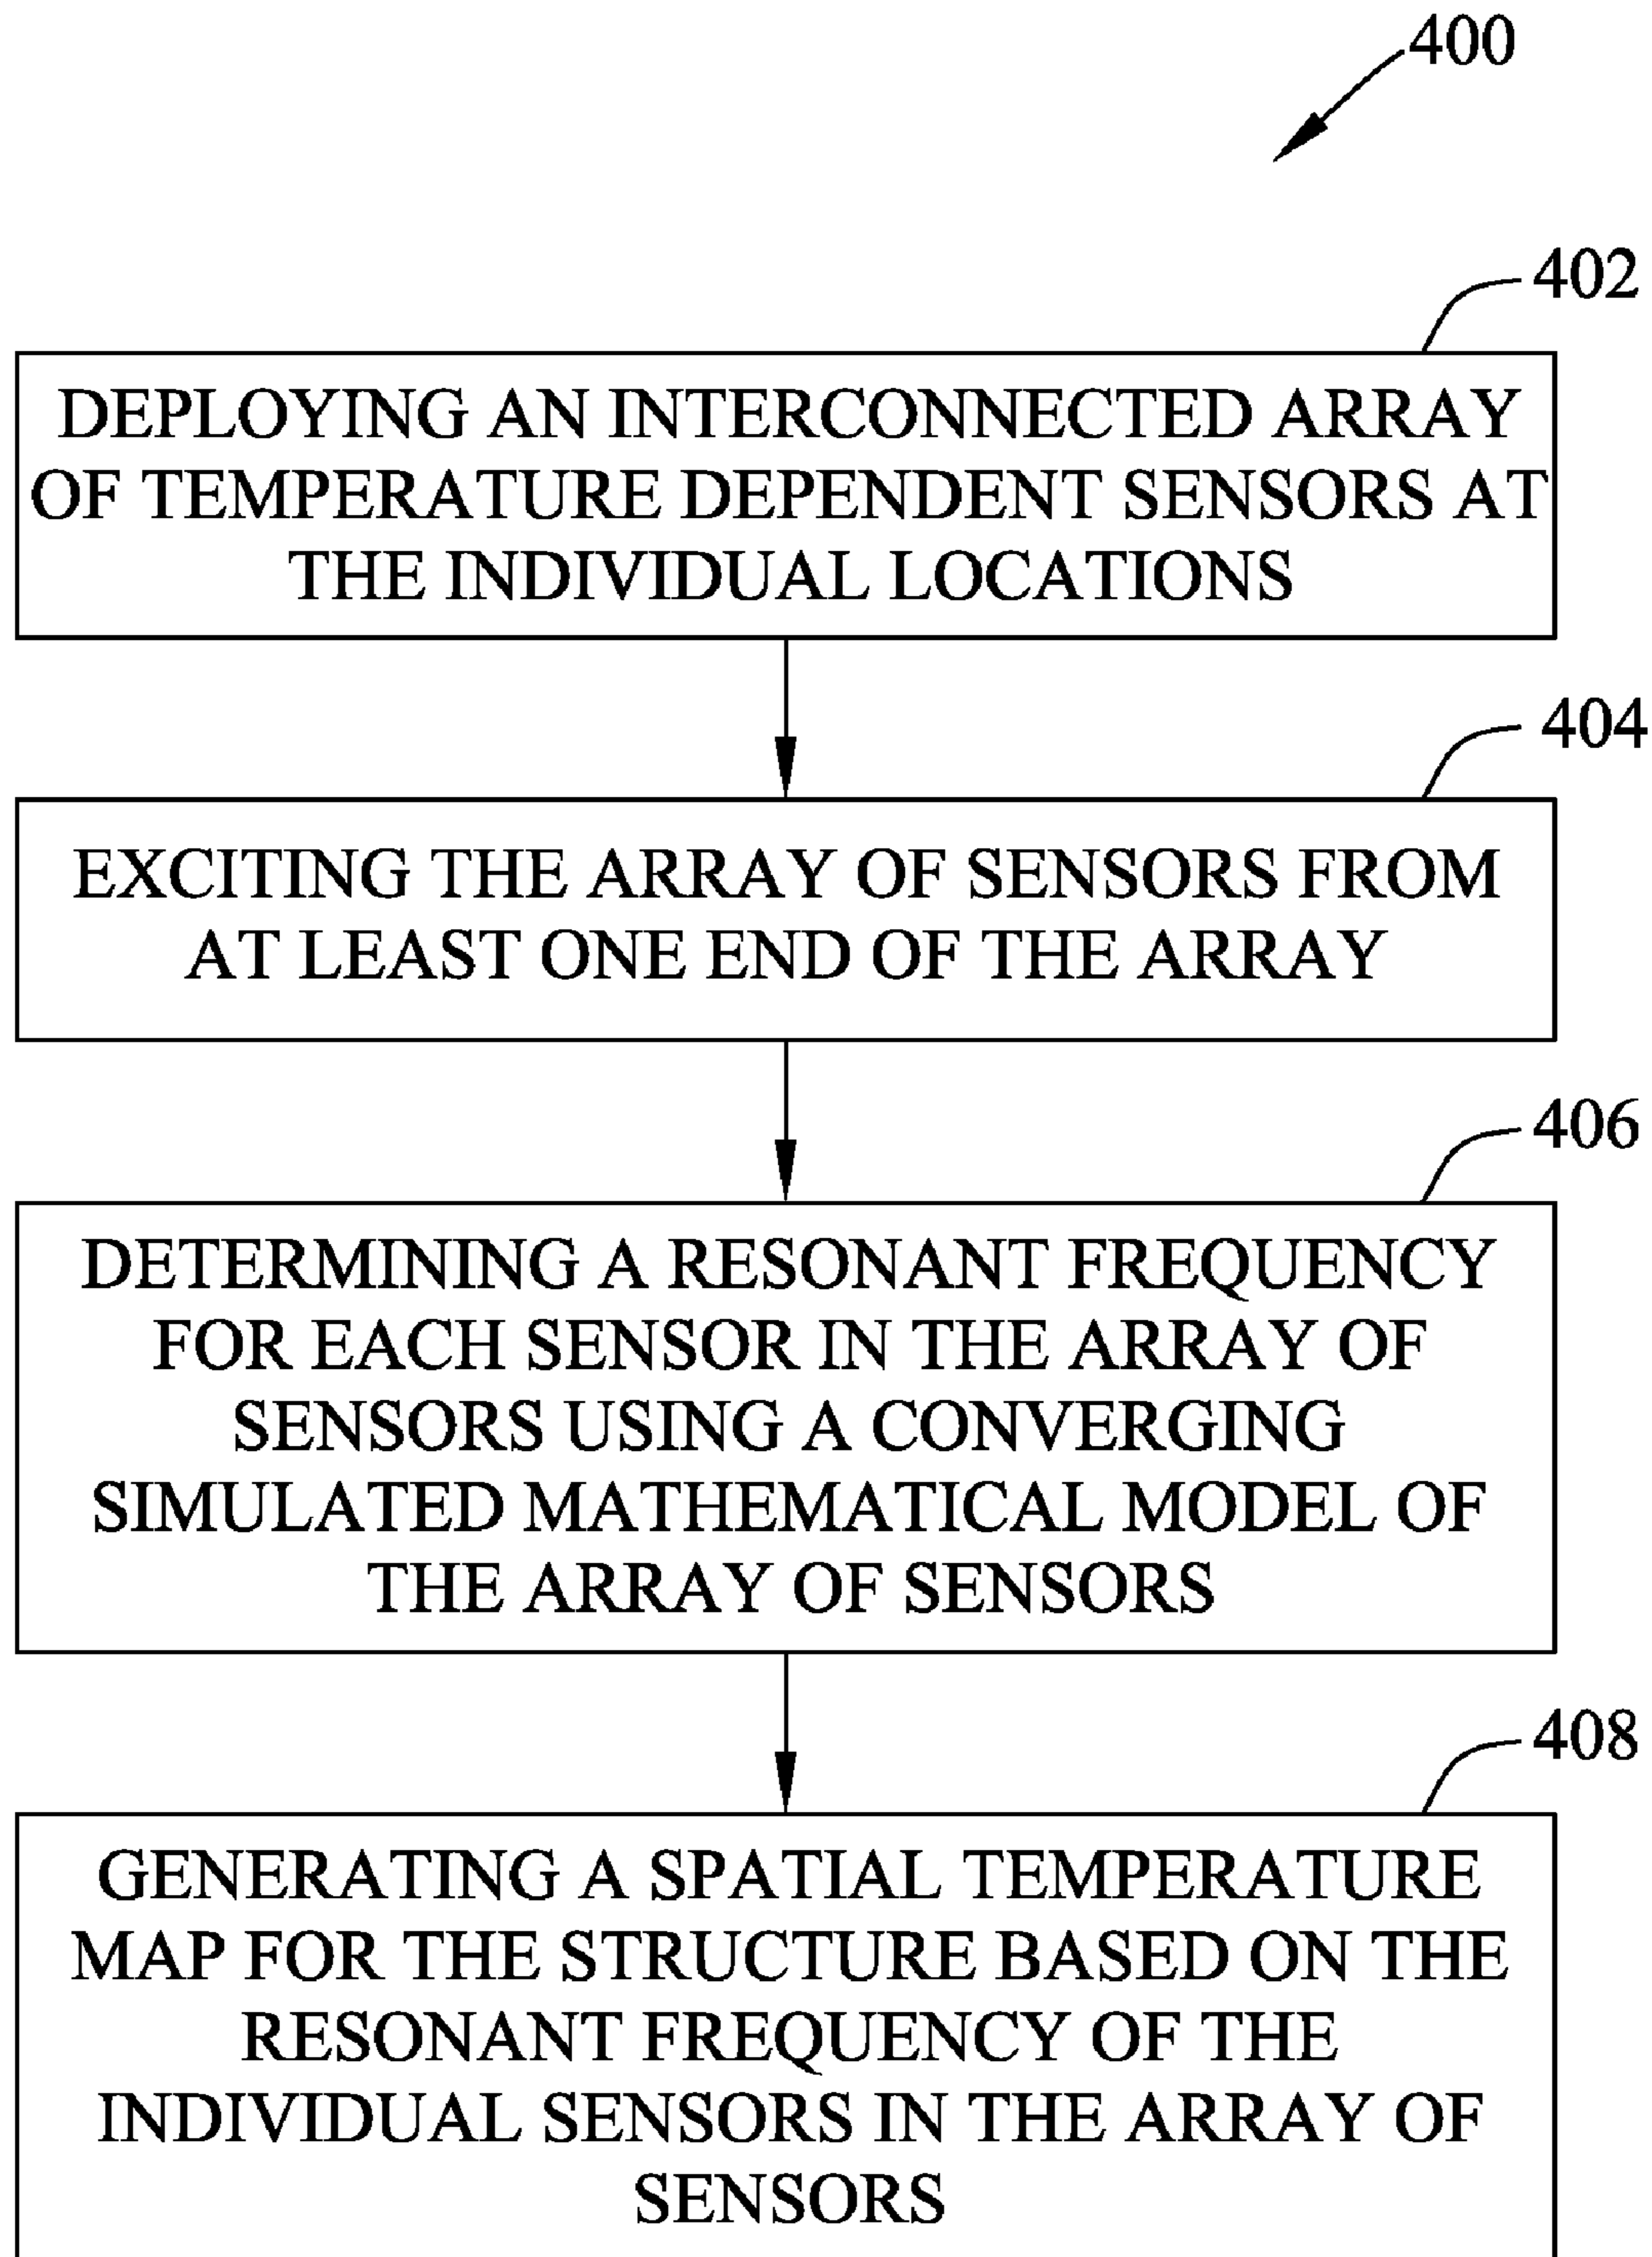 400
402
DEPLOYING AN INTERCONNECTED ARRAY
OF TEMPERATURE DEPENDENT SENSORS AT
THE INDIVIDUAL LOCATIONS
404
EXCITING THE ARRAY OF SENSORS FROM
AT LEAST ONE END OF THE ARRAY
406
DETERMINING A RESONANT FREQUENCY
FOR EACH SENSOR IN THE ARRAY OF
SENSORS USING A CONVERGING
SIMULATED MATHEMATICAL MODEL OF
THE ARRAY OF SENSORS
408
GENERATING A SPATIAL TEMPERATURE
MAP FOR THE STRUCTURE BASED ON THE
RESONANT FREQUENCY OF THE
INDIVIDUAL SENSORS IN THE ARRAY OF
SENSORS